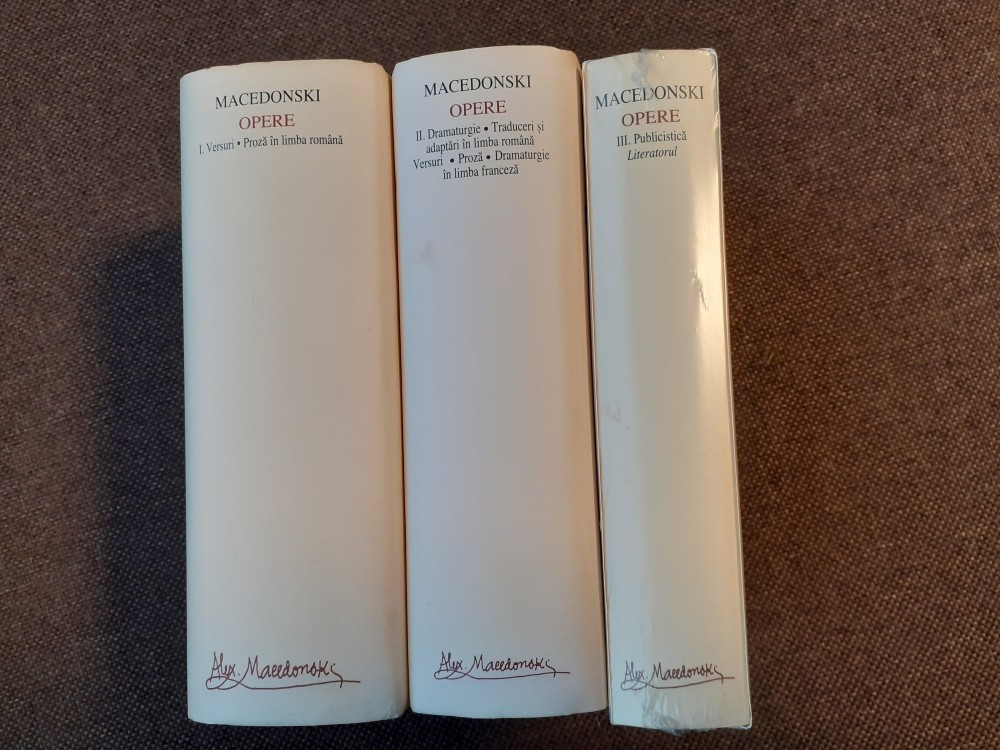 MACEDONSKI
OPERE
I. Versuri • Proză în limba română
Alex. Macedonski
MACEDONSKI
OPERE
II. Dramaturgie • Traduceri și
adaptări în limba română
Versuri • Proză • Dramaturgie
în limba franceză
Alex. Macedonski
MACEDONSKI
OPERE
III. Publicistică
Literatorul
Alex. Macedonski